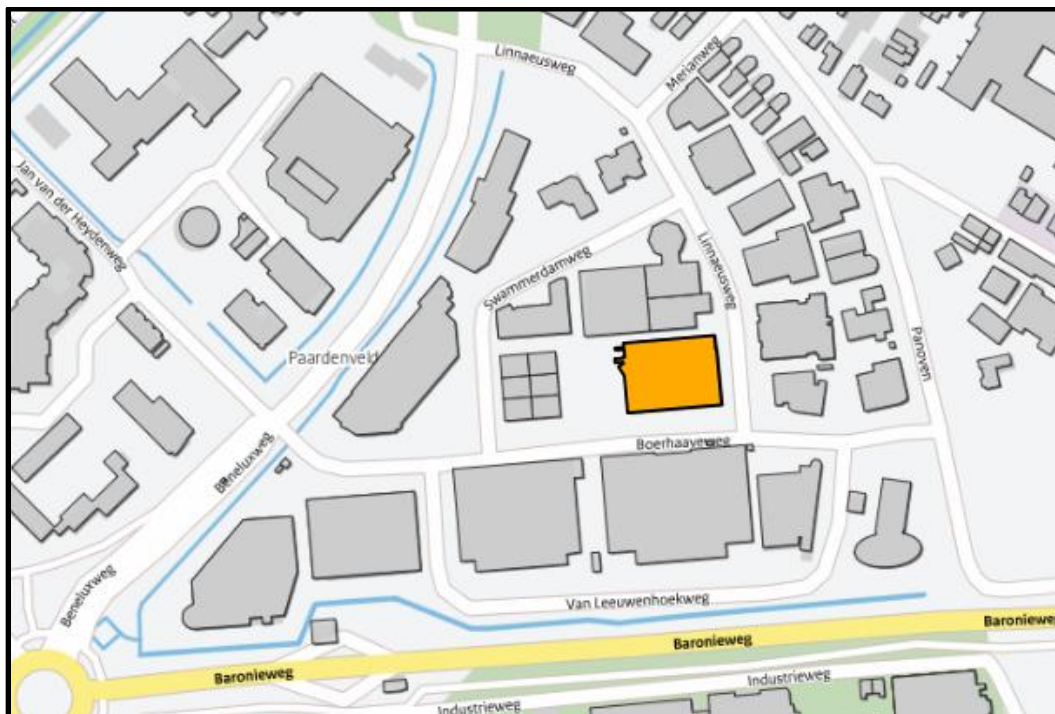 Linnaeusweg
Merianweg
Jan van der Heydenweg
Swammerdamweg
Linnaeusweg
Paardenveld
Panoven
Boerhaaveweg
Beneluxweg
Beneluxweg
Van Leeuwenhoekweg
Baronieweg
Baronieweg
Baronieweg
Industrieweg
Industrieweg